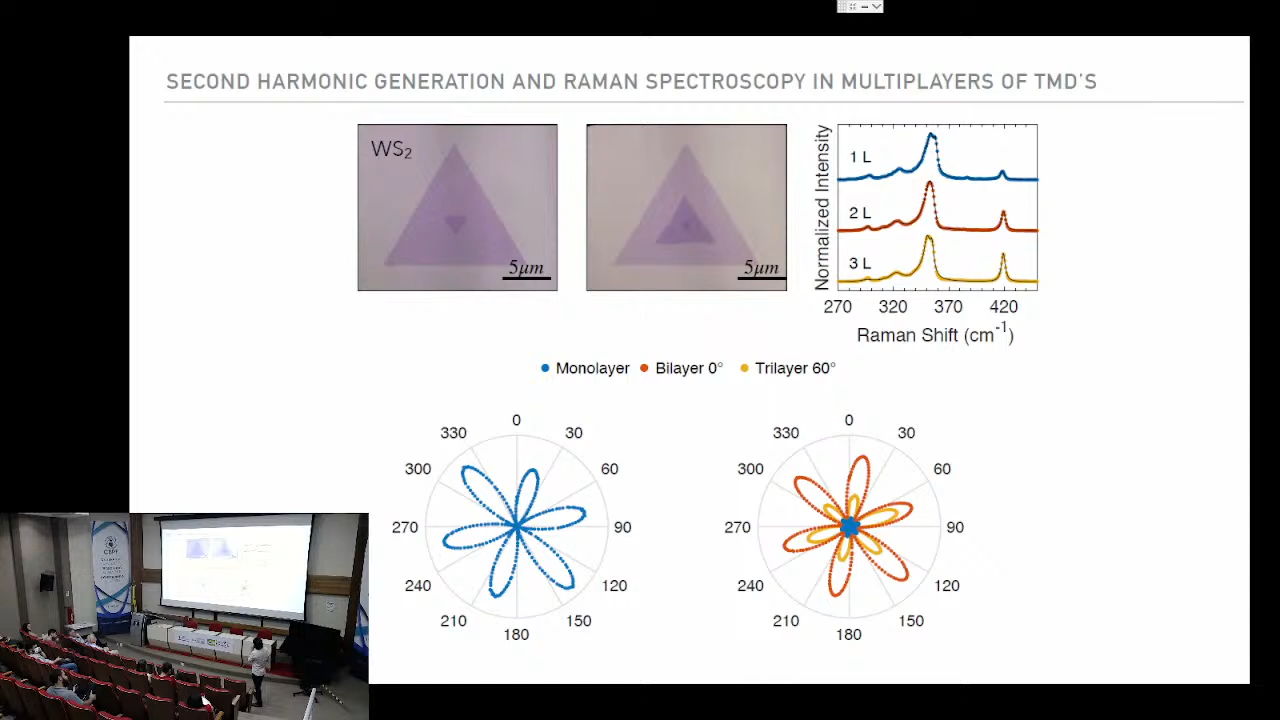 SECOND HARMONIC GENERATION AND RAMAN SPECTROSCOPY IN MULTIPLAYERS OF TMD'S
WS₂
5μm
5μm
Normalized Intensity
1 L
2 L
3 L
270 320 370 420
Raman Shift (cm⁻¹)
Monolayer Bilayer 0° Trilayer 60°
0
330 30
300 60
270 90
240 120
210 150
180
0
330 30
300 60
270 90
240 120
210 150
180
CBPF